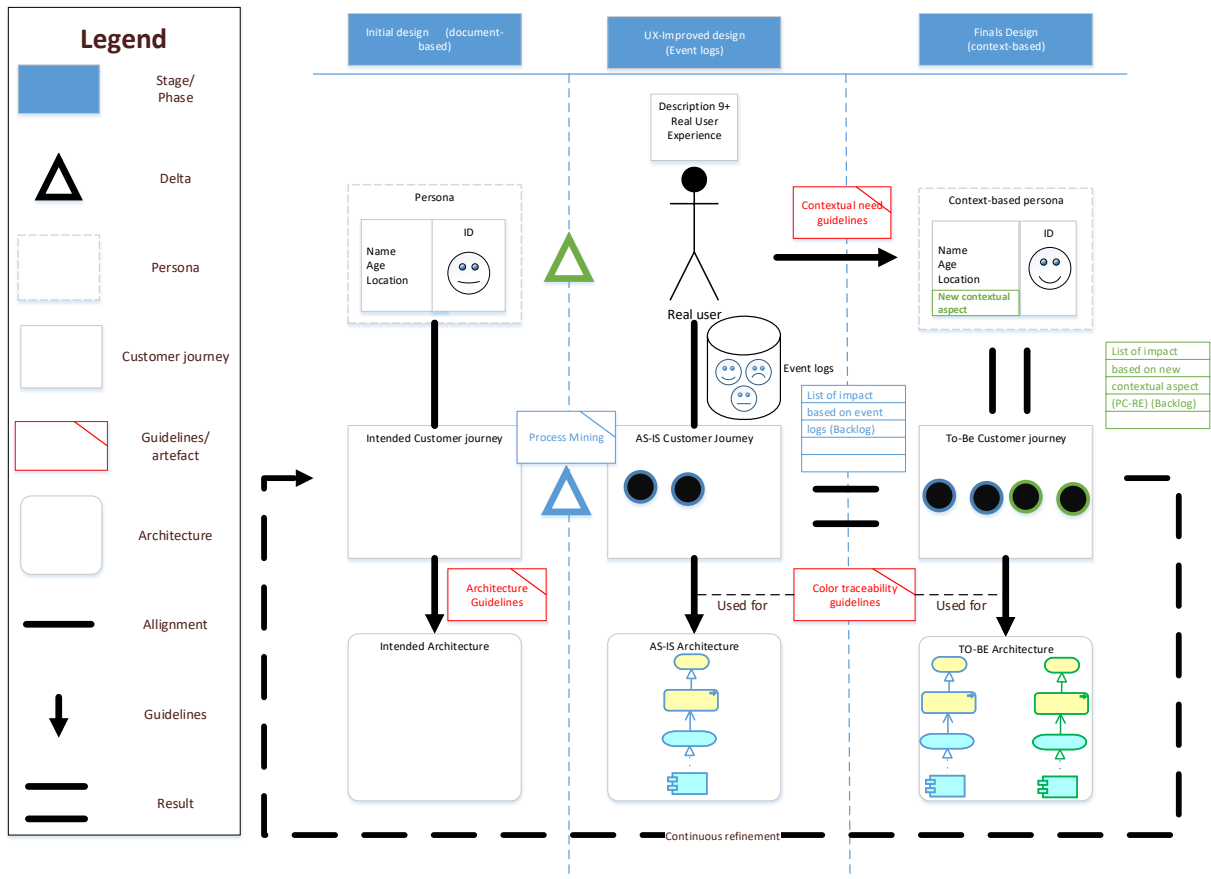 Legend
Stage/
Phase
Delta
Persona
Customer journey
Guidelines/
artefact
Architecture
Allignment
Guidelines
Result
Initial design (document-
based)
UX-Improved design
(Event logs)
Finals Design
(context-based)
Description 9+
Real User
Experience
Persona
Name
Age
Location
ID
Real user
Event logs
Contextual need
guidelines
Context-based persona
Name
Age
Location
New contextual
aspect
ID
List of impact
based on new
contextual aspect
(PC-RE) (Backlog)
List of impact
based on event
logs (Backlog)
Intended Customer journey
Process Mining
AS-IS Customer Journey
To-Be Customer journey
Architecture
Guidelines
Used for
Color traceability
guidelines
Used for
Intended Architecture
AS-IS Architecture
TO-BE Architecture
Continuous refinement